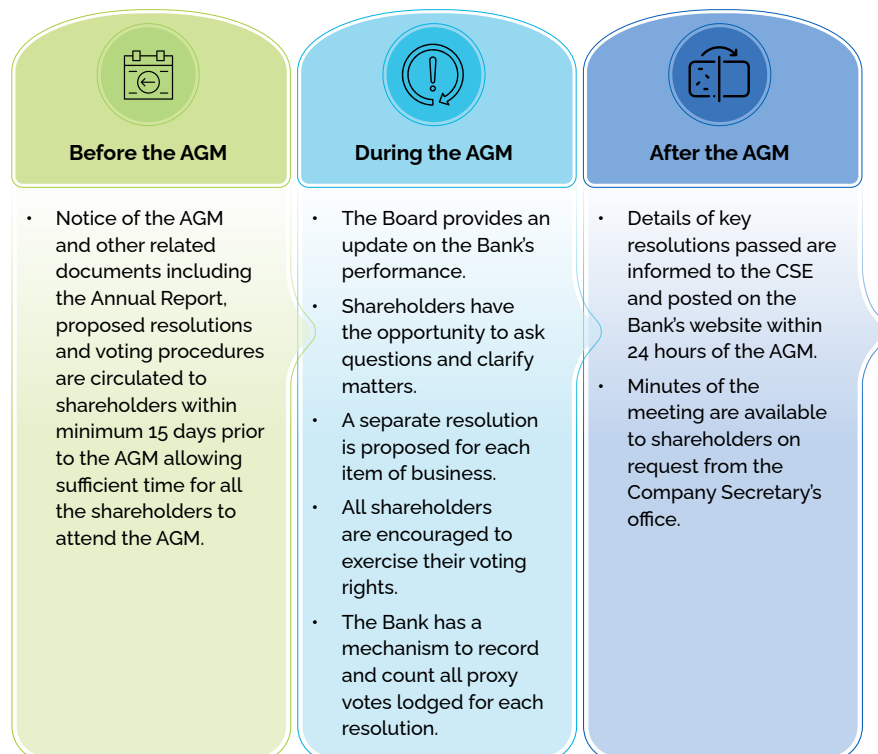 Before the AGM
• Notice of the AGM
and other related
documents including
the Annual Report,
proposed resolutions
and voting procedures
are circulated to
shareholders within
minimum 15 days prior
to the AGM allowing
sufficient time for all
the shareholders to
attend the AGM.
During the AGM
• The Board provides an
update on the Bank’s
performance.
• Shareholders have
the opportunity to ask
questions and clarify
matters.
• A separate resolution
is proposed for each
item of business.
• All shareholders
are encouraged to
exercise their voting
rights.
• The Bank has a
mechanism to record
and count all proxy
votes lodged for each
resolution.
After the AGM
• Details of key
resolutions passed are
informed to the CSE
and posted on the
Bank’s website within
24 hours of the AGM.
• Minutes of the
meeting are available
to shareholders on
request from the
Company Secretary’s
office.